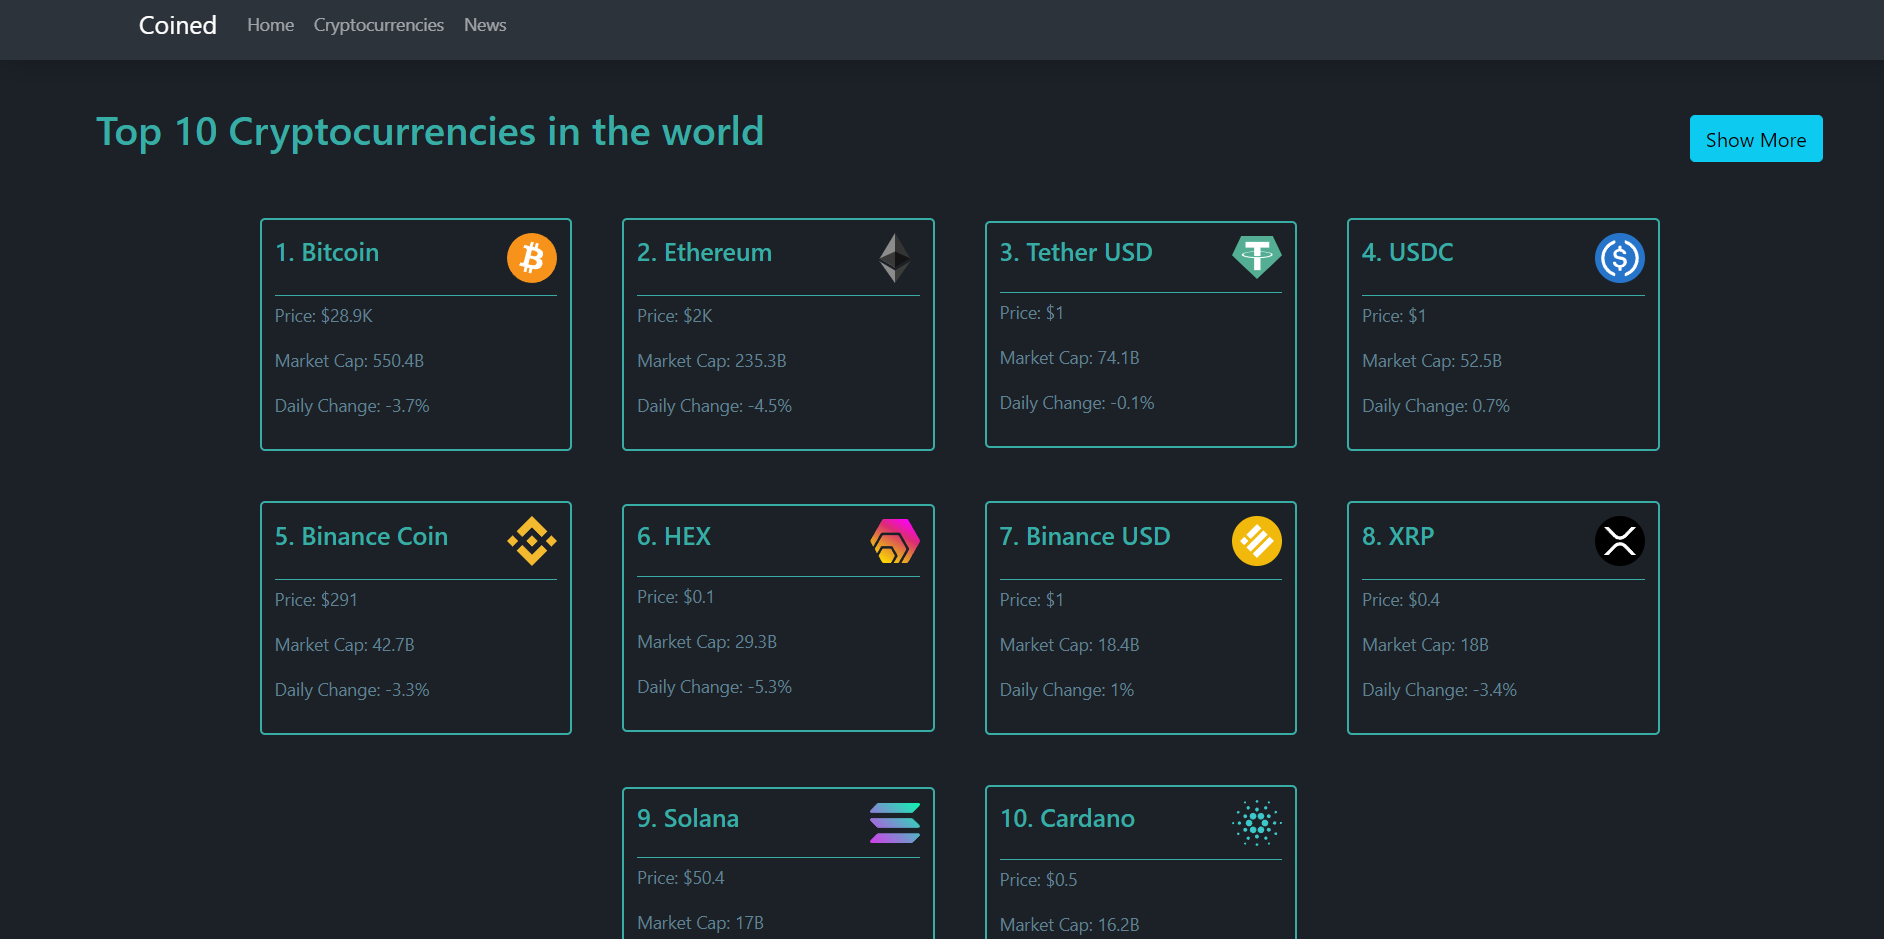 Coined Home Cryptocurrencies News
Top 10 Cryptocurrencies in the world
Show More
1. Bitcoin
Price: $28.9K
Market Cap: 550.4B
Daily Change: -3.7%
2. Ethereum
Price: $2K
Market Cap: 235.3B
Daily Change: -4.5%
3. Tether USD
Price: $1
Market Cap: 74.1B
Daily Change: -0.1%
4. USDC
Price: $1
Market Cap: 52.5B
Daily Change: 0.7%
5. Binance Coin
Price: $291
Market Cap: 42.7B
Daily Change: -3.3%
6. HEX
Price: $0.1
Market Cap: 29.3B
Daily Change: -5.3%
7. Binance USD
Price: $1
Market Cap: 18.4B
Daily Change: 1%
8. XRP
Price: $0.4
Market Cap: 18B
Daily Change: -3.4%
9. Solana
Price: $50.4
Market Cap: 17B
10. Cardano
Price: $0.5
Market Cap: 16.2B